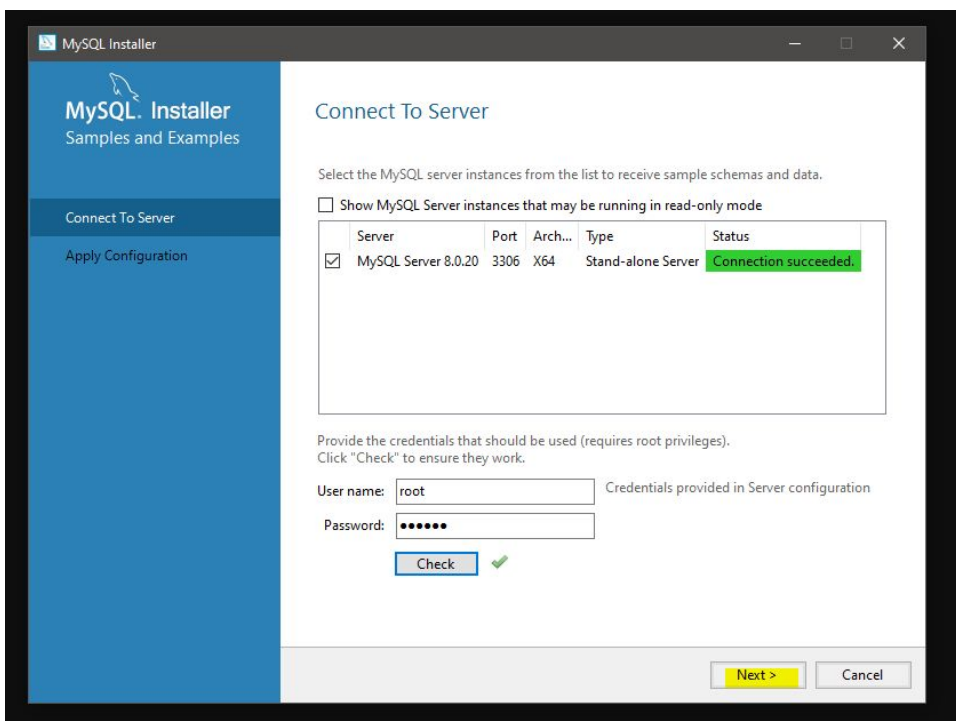 MySQL Installer
MySQL. Installer
Samples and Examples
Connect To Server
Apply Configuration
Connect To Server
Select the MySQL server instances from the list to receive sample schemas and data.
Show MySQL Server instances that may be running in read-only mode
Server Port Arch... Type Status
MySQL Server 8.0.20 3306 X64 Stand-alone Server Connection succeeded.
Provide the credentials that should be used (requires root privileges).
Click "Check" to ensure they work.
User name: root Credentials provided in Server configuration
Password: ●●●●●●
Check
Next > Cancel